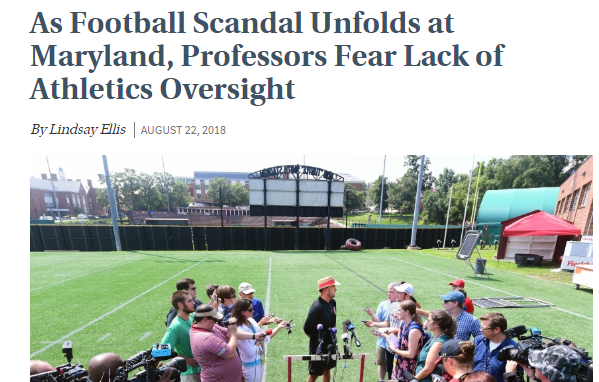 As Football Scandal Unfolds at
Maryland, Professors Fear Lack of
Athletics Oversight
By Lindsay Ellis | AUGUST 22, 2018